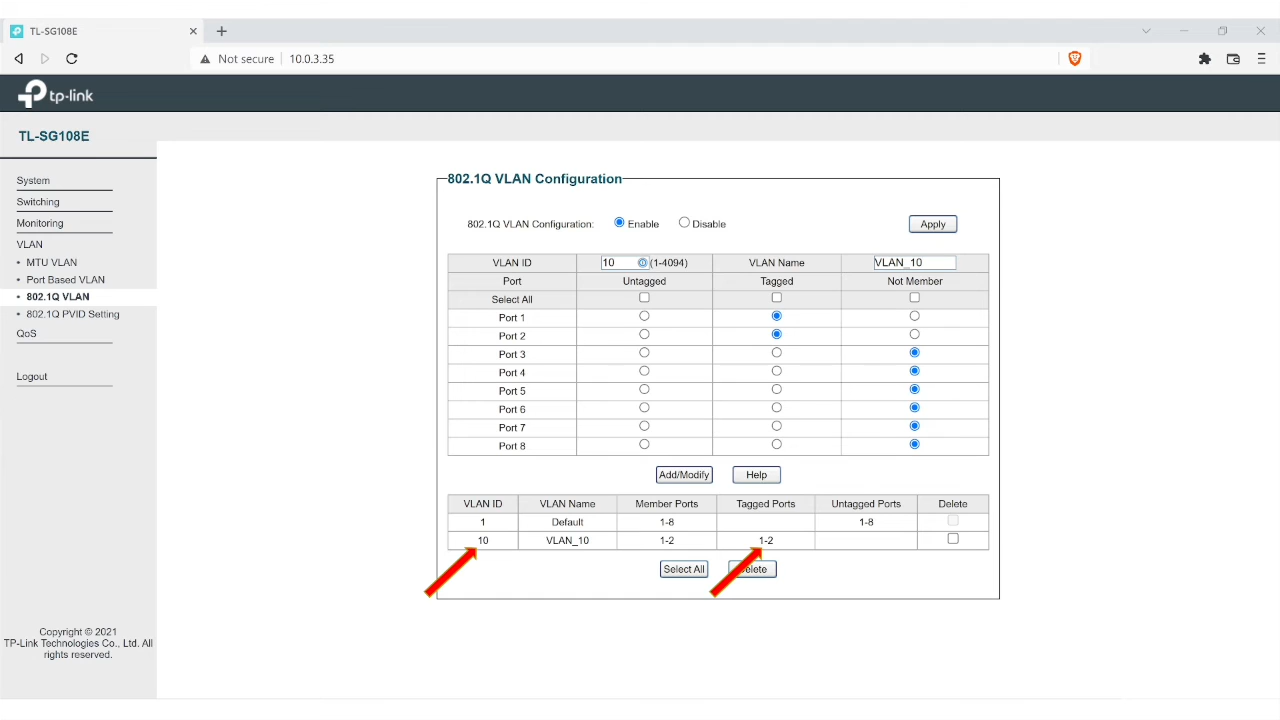 TL-SG108E
Not secure 10.0.3.35
tp-link
TL-SG108E
System
Switching
Monitoring
VLAN
• MTU VLAN
• Port Based VLAN
• 802.1Q VLAN
• 802.1Q PVID Setting
QoS
Logout
Copyright © 2021
TP-Link Technologies Co., Ltd. All
rights reserved.
802.1Q VLAN Configuration
802.1Q VLAN Configuration: Enable Disable Apply
VLAN ID 10 (1-4094) VLAN Name VLAN_10
Port Untagged Tagged Not Member
Select All
Port 1
Port 2
Port 3
Port 4
Port 5
Port 6
Port 7
Port 8
Add/Modify Help
VLAN ID VLAN Name Member Ports Tagged Ports Untagged Ports Delete
1 Default 1-8 1-8
10 VLAN_10 1-2 1-2
Select All Delete